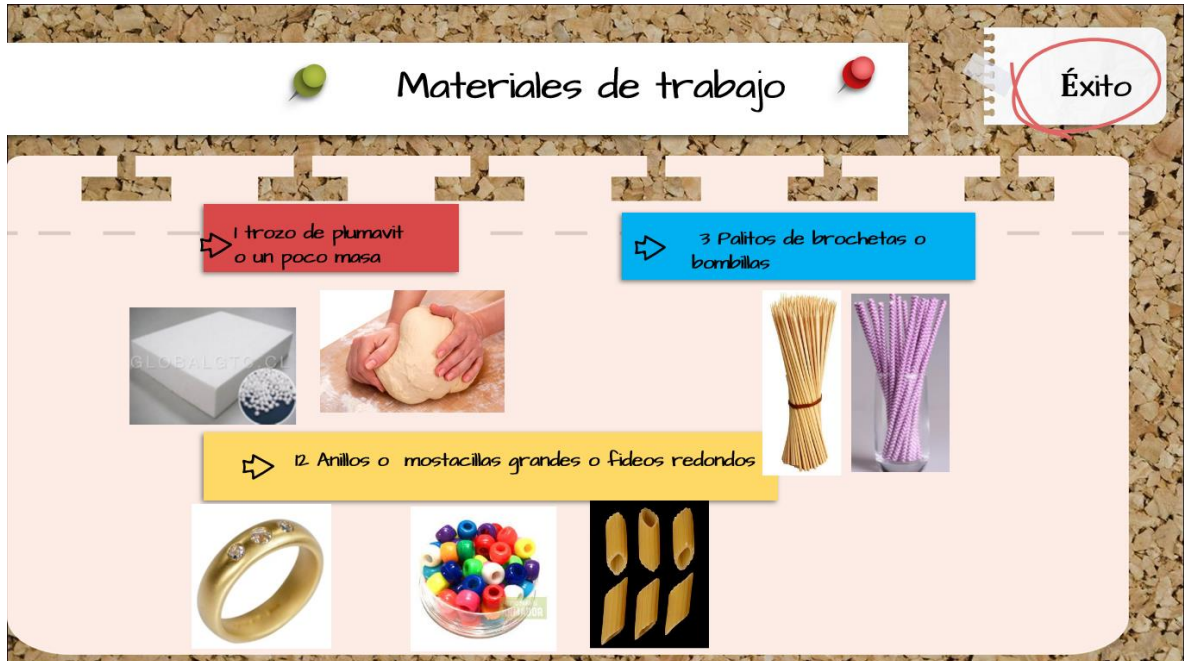 Materiales de trabajo
Éxito
1 trozo de plumavit
o un poco masa
3 Palitos de brochetas o
bombillas
GLOBALGTC.CL
12 Anillos o mostacillas grandes o fideos redondos